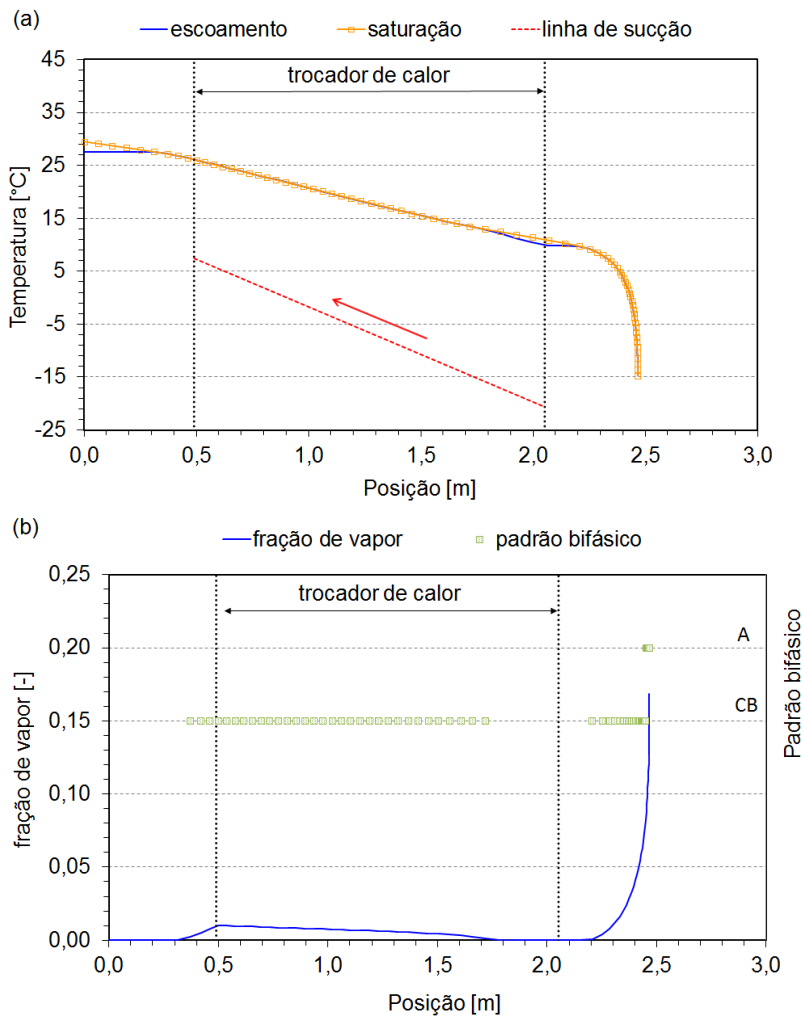 (a)
escoamento
saturação
linha de sucção
trocador de calor
45
35
25
15
5
-5
-15
-25
Temperatura [°C]
0,0 0,5 1,0 1,5 2,0 2,5 3,0
Posição [m]
(b)
fração de vapor
padrão bifásico
trocador de calor
0,25
0,20
0,15
0,10
0,05
0,00
fração de vapor [-]
A
CB
Padrão bifásico
0,0 0,5 1,0 1,5 2,0 2,5 3,0
Posição [m]